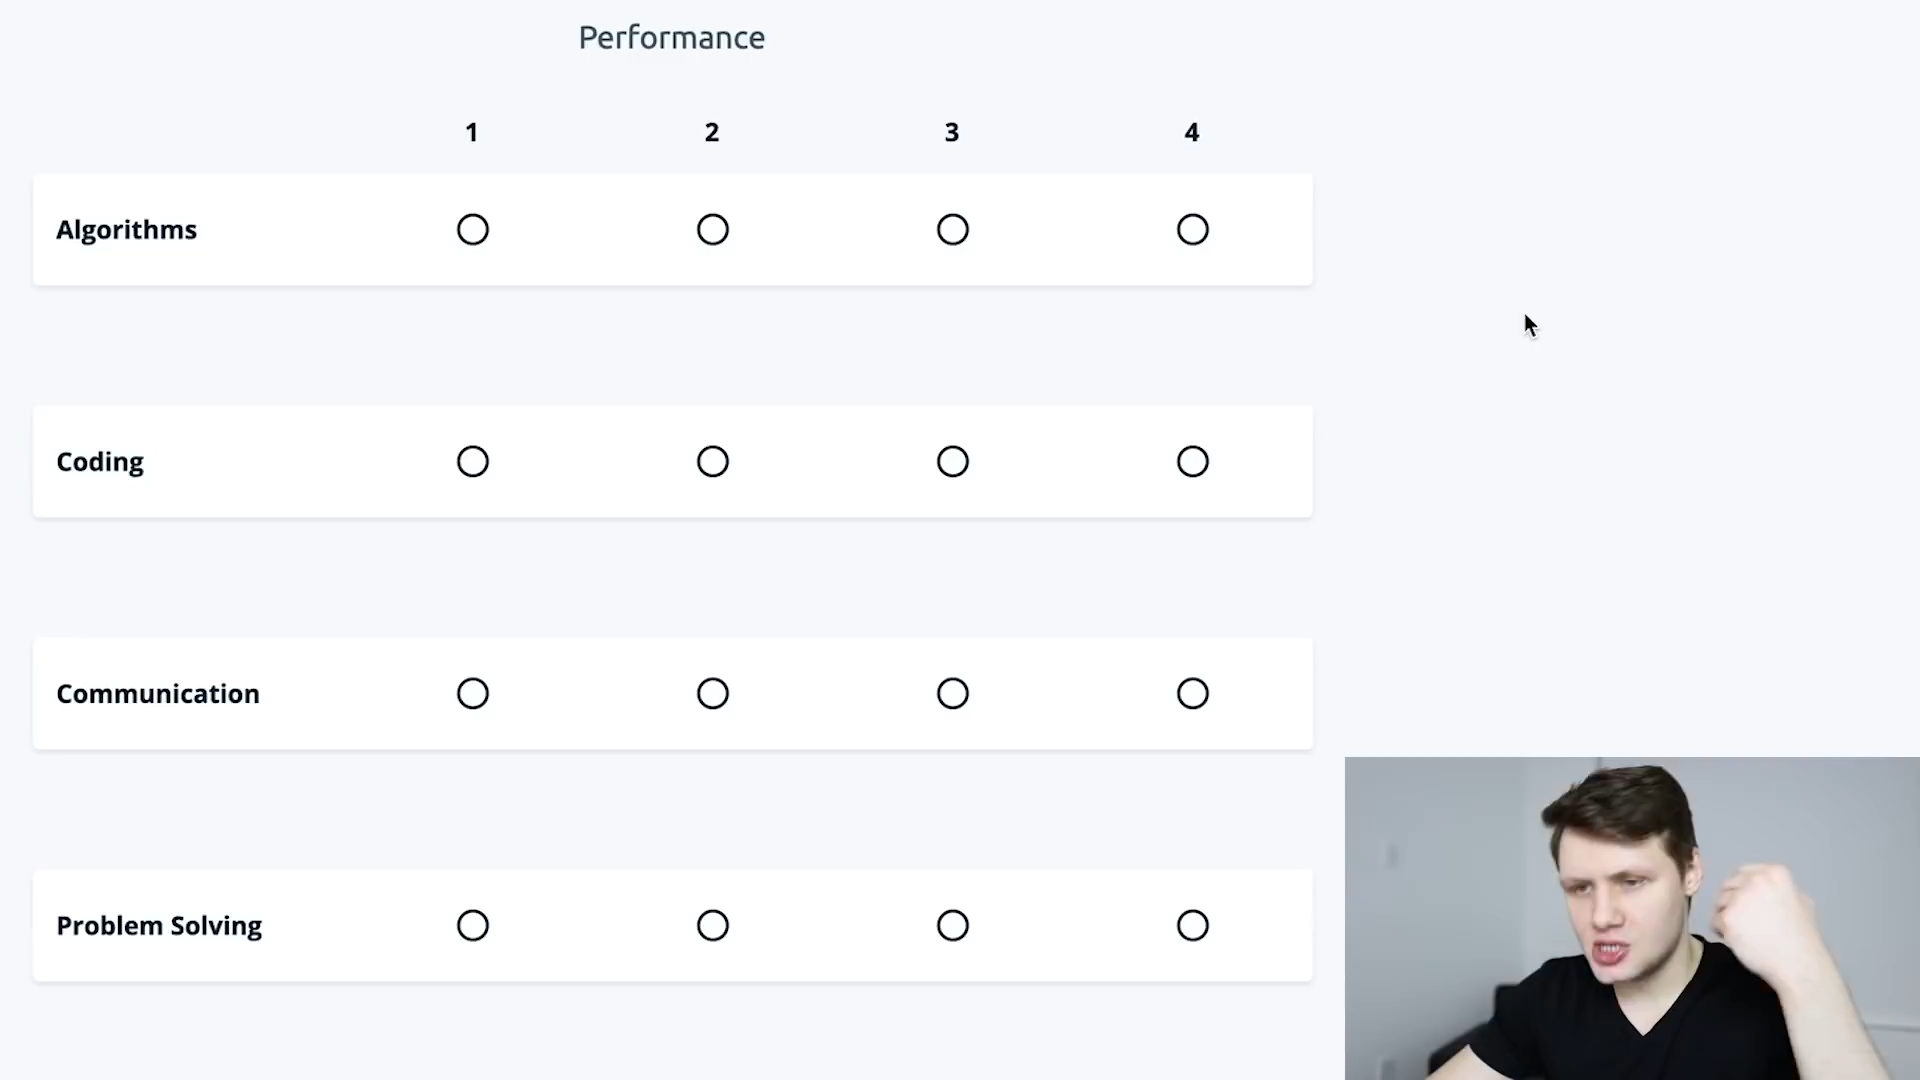 Performance
1 2 3 4
Algorithms
Coding
Communication
Problem Solving